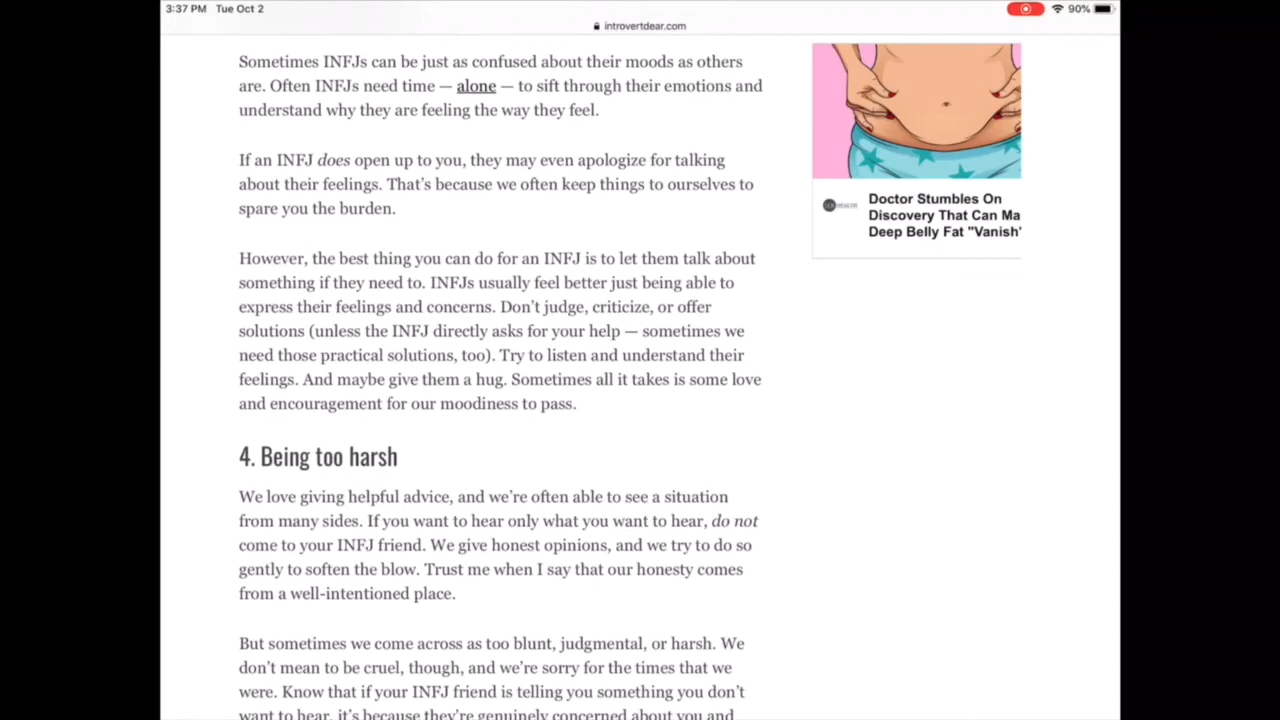 3:37 PM Tue Oct 2
90%
introvertdear.com
Sometimes INFJs can be just as confused about their moods as others
are. Often INFJs need time — alone — to sift through their emotions and
understand why they are feeling the way they feel.
If an INFJ does open up to you, they may even apologize for talking
about their feelings. That’s because we often keep things to ourselves to
spare you the burden.
However, the best thing you can do for an INFJ is to let them talk about
something if they need to. INFJs usually feel better just being able to
express their feelings and concerns. Don’t judge, criticize, or offer
solutions (unless the INFJ directly asks for your help — sometimes we
need those practical solutions, too). Try to listen and understand their
feelings. And maybe give them a hug. Sometimes all it takes is some love
and encouragement for our moodiness to pass.
4. Being too harsh
We love giving helpful advice, and we’re often able to see a situation
from many sides. If you want to hear only what you want to hear, do not
come to your INFJ friend. We give honest opinions, and we try to do so
gently to soften the blow. Trust me when I say that our honesty comes
from a well-intentioned place.
But sometimes we come across as too blunt, judgmental, or harsh. We
don’t mean to be cruel, though, and we’re sorry for the times that we
were. Know that if your INFJ friend is telling you something you don’t
want to hear, it’s because they’re genuinely concerned about you and
Doctor Stumbles On
Discovery That Can Ma
Deep Belly Fat "Vanish"